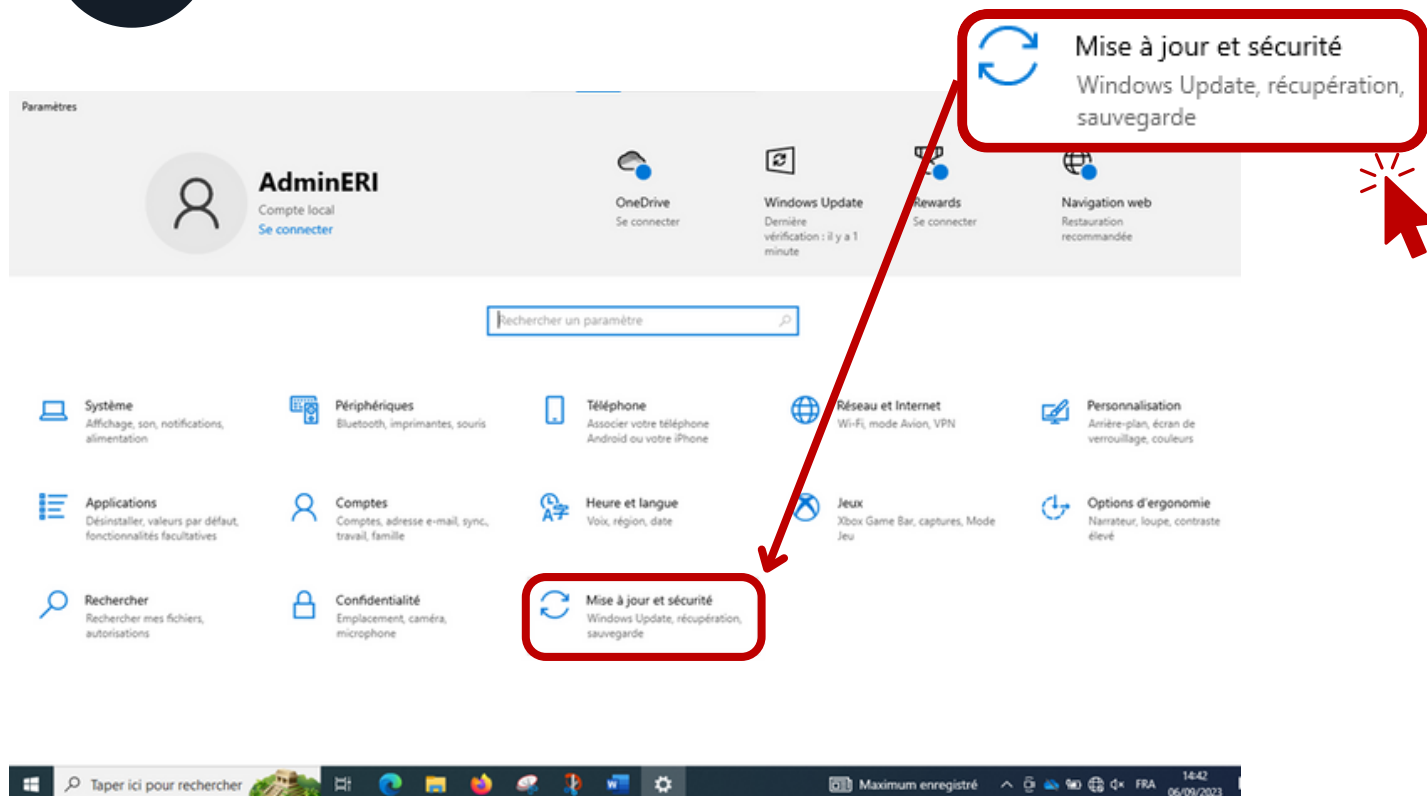 Mise à jour et sécurité
Windows Update, récupération,
sauvegarde
Paramètres
AdminERI
Compte local
Se connecter
OneDrive
Se connecter
Windows Update
Dernière
vérification : il y a 1
minute
Rewards
Se connecter
Navigation web
Restauration
recommandée
Rechercher un paramètre
Système
Affichage, son, notifications,
alimentation
Périphériques
Bluetooth, imprimantes, souris
Téléphone
Associer votre téléphone
Android ou votre iPhone
Réseau et Internet
Wi-Fi, mode Avion, VPN
Personnalisation
Arrière-plan, écran de
verrouillage, couleurs
Applications
Désinstaller, valeurs par défaut,
fonctionnalités facultatives
Comptes
Comptes, adresse e-mail, sync.,
travail, famille
Heure et langue
Voix, région, date
Jeux
Xbox Game Bar, captures, Mode
Jeu
Options d'ergonomie
Narrateur, loupe, contraste
élevé
Rechercher
Rechercher mes fichiers,
autorisations
Confidentialité
Emplacement, caméra,
microphone
Mise à jour et sécurité
Windows Update, récupération,
sauvegarde
Taper ici pour rechercher
Maximum enregistré
FRA
14:42
06/09/2023